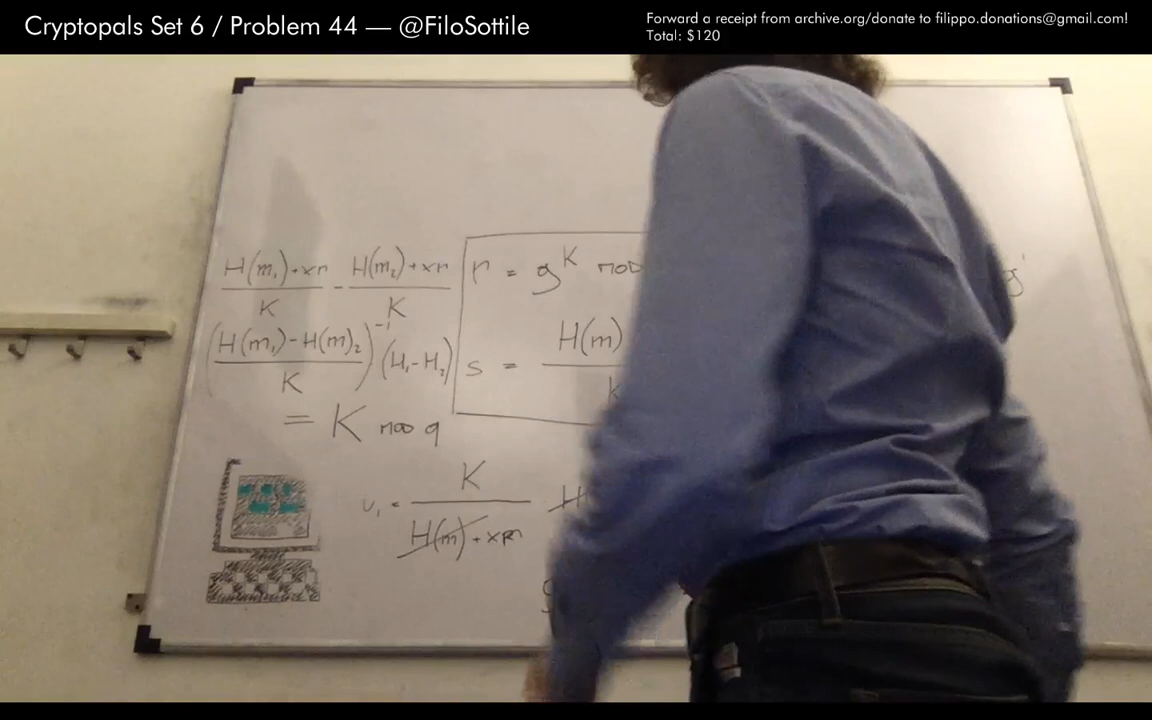 Cryptopals Set 6 / Problem 44 — @FiloSottile
Forward a receipt from archive.org/donate to filippo.donations@gmail.com!
Total: $120
H(m₁)+xr / K - H(m₂)+xr / K
(H(m₁)-H(m)₂ / K)⁻¹ (H₁-H₂)
= K mod q
r = g^K mod
s = H(m) / k
u₁ = K / H(m)+xr